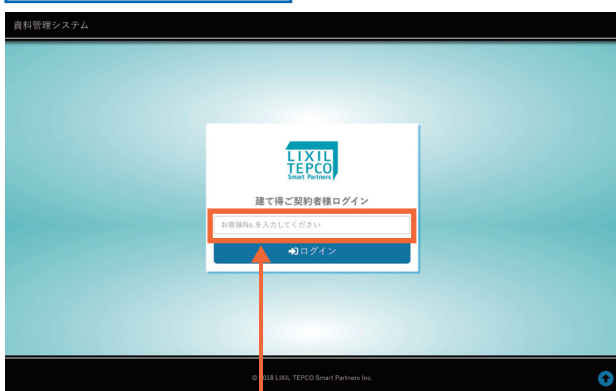 資料管理システム
LIXIL
TEPCO
Smart Partners
建て得ご契約者様ログイン
お客様No.を入力してください
ログイン
18 LIXIL TEPCO Smart Partners Inc.